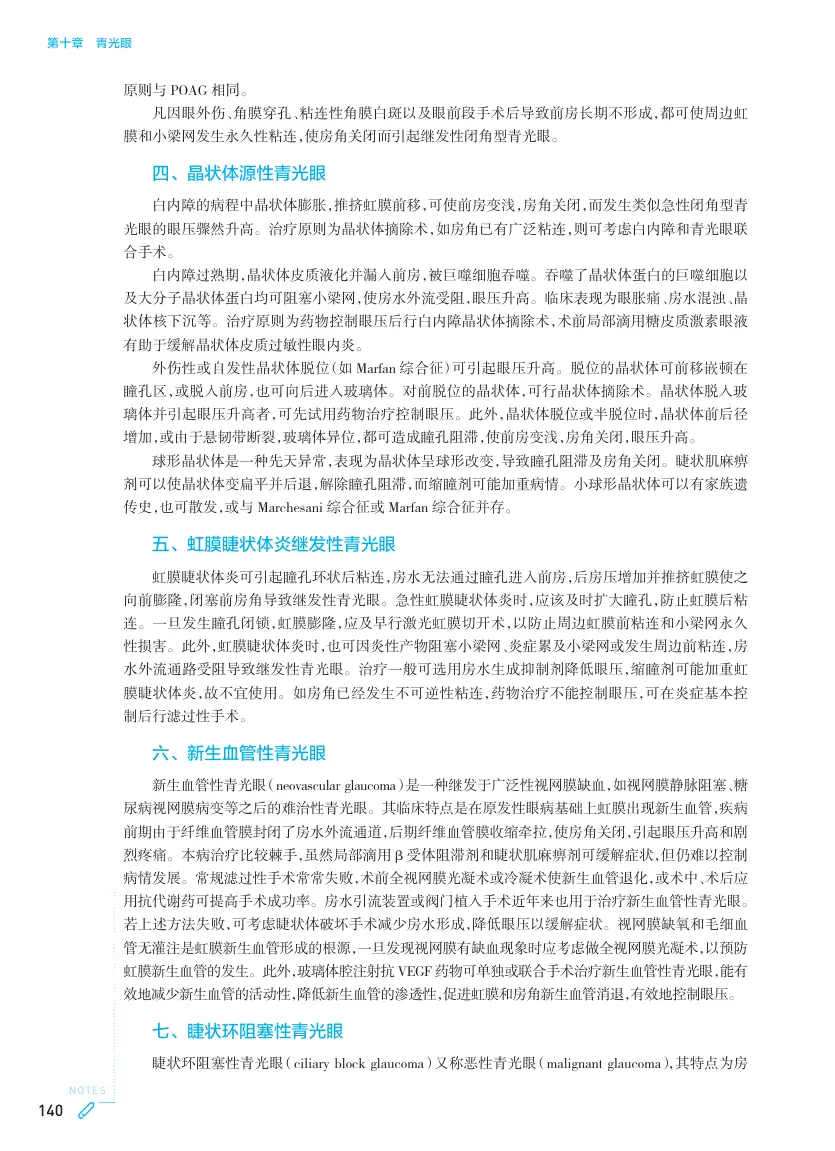 第十章 青光眼
原则与 POAG 相同。
凡因眼外伤、角膜穿孔、粘连性角膜白斑以及眼前段手术后导致前房长期不形成,都可使周边虹
膜和小梁网发生永久性粘连,使房角关闭而引起继发性闭角型青光眼。
四、晶状体源性青光眼
白内障的病程中晶状体膨胀,推挤虹膜前移,可使前房变浅,房角关闭,而发生类似急性闭角型青
光眼的眼压骤然升高。治疗原则为晶状体摘除术,如房角已有广泛粘连,则可考虑白内障和青光眼联
合手术。
白内障过熟期,晶状体皮质液化并漏入前房,被巨噬细胞吞噬。吞噬了晶状体蛋白的巨噬细胞以
及大分子晶状体蛋白均可阻塞小梁网,使房水外流受阻,眼压升高。临床表现为眼胀痛、房水混浊、晶
状体核下沉等。治疗原则为药物控制眼压后行白内障晶状体摘除术,术前局部滴用糖皮质激素眼液
有助于缓解晶状体皮质过敏性眼内炎。
外伤性或自发性晶状体脱位(如 Marfan 综合征)可引起眼压升高。脱位的晶状体可前移嵌顿在
瞳孔区,或脱入前房,也可向后进入玻璃体。对前脱位的晶状体,可行晶状体摘除术。晶状体脱入玻
璃体并引起眼压升高者,可先试用药物治疗控制眼压。此外,晶状体脱位或半脱位时,晶状体前后径
增加,或由于悬韧带断裂,玻璃体异位,都可造成瞳孔阻滞,使前房变浅,房角关闭,眼压升高。
球形晶状体是一种先天异常,表现为晶状体呈球形改变,导致瞳孔阻滞及房角关闭。睫状肌麻痹
剂可以使晶状体变扁平并后退,解除瞳孔阻滞,而缩瞳剂可能加重病情。小球形晶状体可以有家族遗
传史,也可散发,或与 Marchesani 综合征或 Marfan 综合征并存。
五、虹膜睫状体炎继发性青光眼
虹膜睫状体炎可引起瞳孔环状后粘连,房水无法通过瞳孔进入前房,后房压增加并推挤虹膜使之
向前膨隆,闭塞前房角导致继发性青光眼。急性虹膜睫状体炎时,应该及时扩大瞳孔,防止虹膜后粘
连。一旦发生瞳孔闭锁,虹膜膨隆,应及早行激光虹膜切开术,以防止周边虹膜前粘连和小梁网永久
性损害。此外,虹膜睫状体炎时,也可因炎性产物阻塞小梁网、炎症累及小梁网或发生周边前粘连,房
水外流通路受阻导致继发性青光眼。治疗一般可选用房水生成抑制剂降低眼压,缩瞳剂可能加重虹
膜睫状体炎,故不宜使用。如房角已经发生不可逆性粘连,药物治疗不能控制眼压,可在炎症基本控
制后行滤过性手术。
六、新生血管性青光眼
新生血管性青光眼(neovascular glaucoma)是一种继发于广泛性视网膜缺血,如视网膜静脉阻塞、糖
尿病视网膜病变等之后的难治性青光眼。其临床特点是在原发性眼病基础上虹膜出现新生血管,疾病
前期由于纤维血管膜封闭了房水外流通道,后期纤维血管膜收缩牵拉,使房角关闭,引起眼压升高和剧
烈疼痛。本病治疗比较棘手,虽然局部滴用 β 受体阻滞剂和睫状肌麻痹剂可缓解症状,但仍难以控制
病情发展。常规滤过性手术常常失败,术前全视网膜光凝术或冷凝术使新生血管退化,或术中、术后应
用抗代谢药可提高手术成功率。房水引流装置或阀门植入手术近年来也用于治疗新生血管性青光眼。
若上述方法失败,可考虑睫状体破坏手术减少房水形成,降低眼压以缓解症状。视网膜缺氧和毛细血
管无灌注是虹膜新生血管形成的根源,一旦发现视网膜有缺血现象时应考虑做全视网膜光凝术,以预防
虹膜新生血管的发生。此外,玻璃体腔注射抗 VEGF 药物可单独或联合手术治疗新生血管性青光眼,能有
效地减少新生血管的活动性,降低新生血管的渗透性,促进虹膜和房角新生血管消退,有效地控制眼压。
七、睫状环阻塞性青光眼
睫状环阻塞性青光眼(ciliary block glaucoma)又称恶性青光眼(malignant glaucoma),其特点为房
NOTES
140